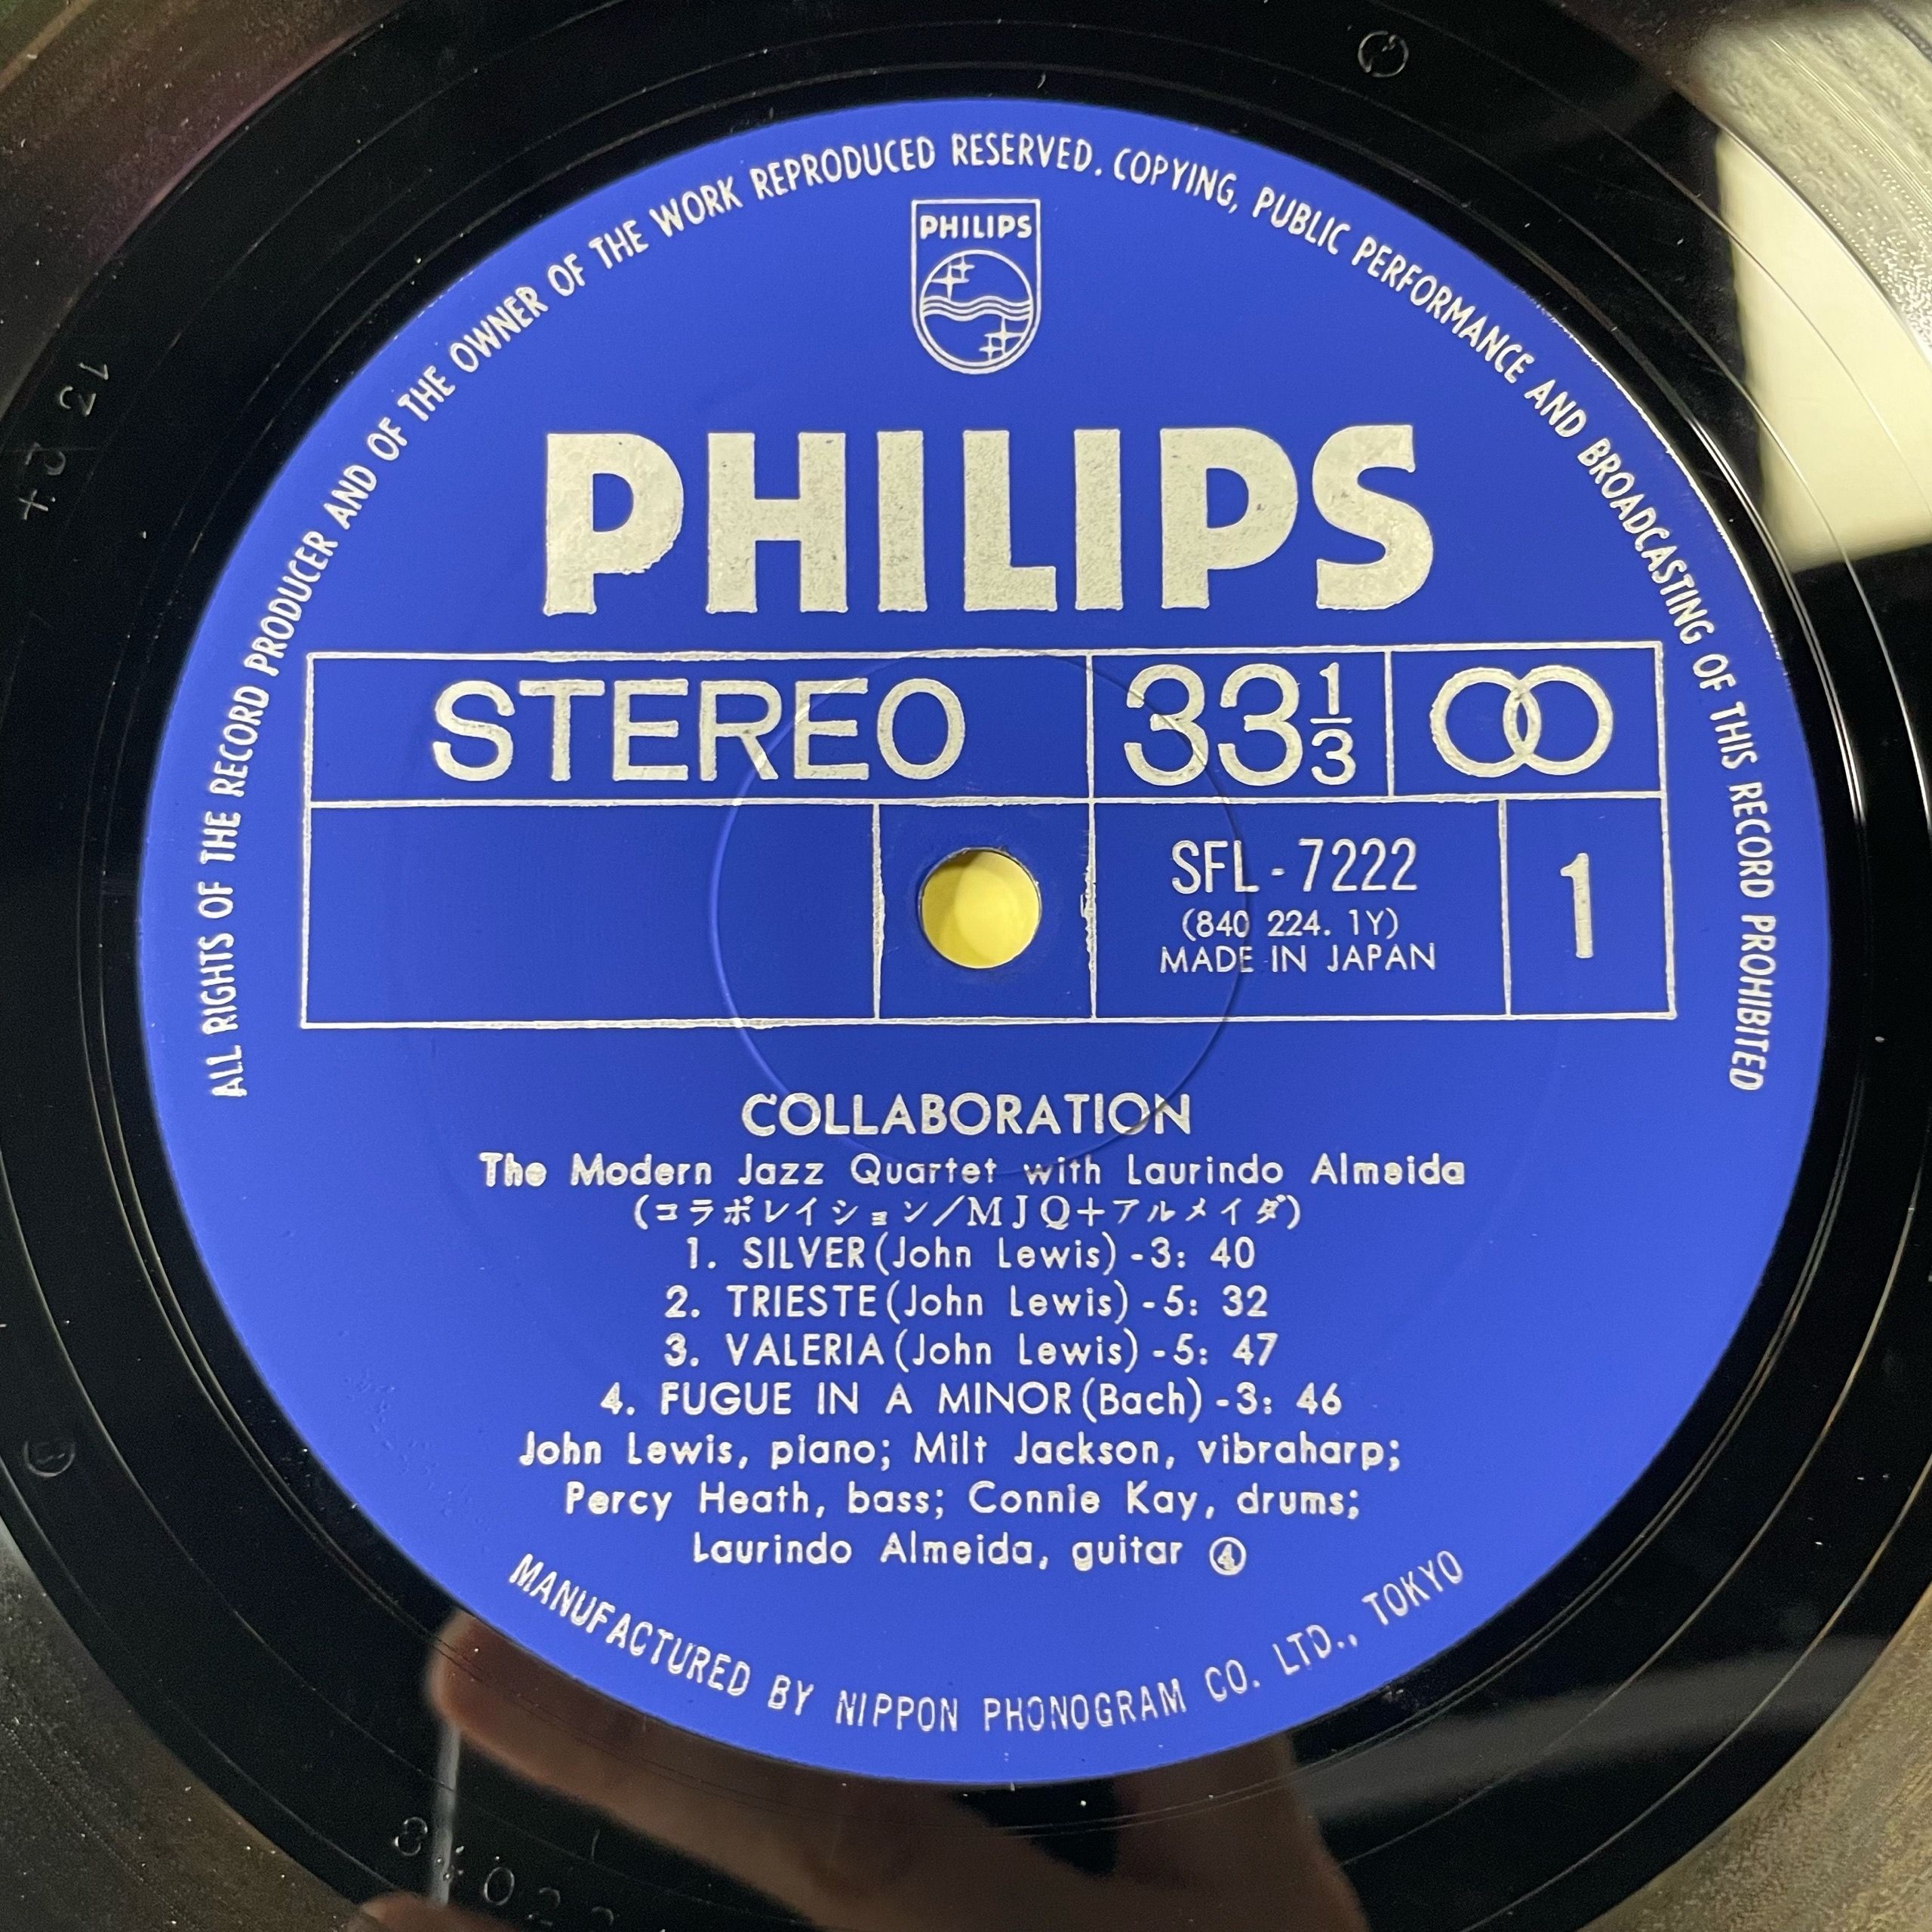 ALL RIGHTS OF THE RECORD PRODUCER AND OF THE OWNER OF THE WORK REPRODUCED RESERVED. COPYING, PUBLIC PERFORMANCE AND BROADCASTING OF THIS RECORD PROHIBITED
PHILIPS
PHILIPS
STEREO 33 1/3
SFL-7222
(840 224. 1Y)
MADE IN JAPAN
1
COLLABORATION
The Modern Jazz Quartet with Laurindo Almeida
(コラボレイション/MJQ+アルメイダ)
1. SILVER (John Lewis) -3: 40
2. TRIESTE (John Lewis) -5: 32
3. VALERIA (John Lewis) -5: 47
4. FUGUE IN A MINOR (Bach) -3: 46
John Lewis, piano; Milt Jackson, vibraharp;
Percy Heath, bass; Connie Kay, drums;
Laurindo Almeida, guitar ④
MANUFACTURED BY NIPPON PHONOGRAM CO. LTD., TOKYO